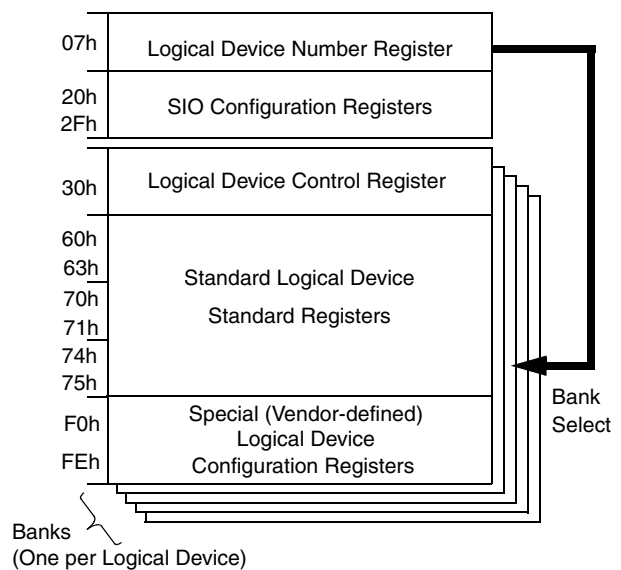 07h Logical Device Number Register
20h
2Fh
SIO Configuration Registers
30h Logical Device Control Register
60h
63h
70h
71h
74h
75h
Standard Logical Device
Standard Registers
F0h
FEh
Special (Vendor-defined)
Logical Device
Configuration Registers
Bank
Select
Banks
(One per Logical Device)